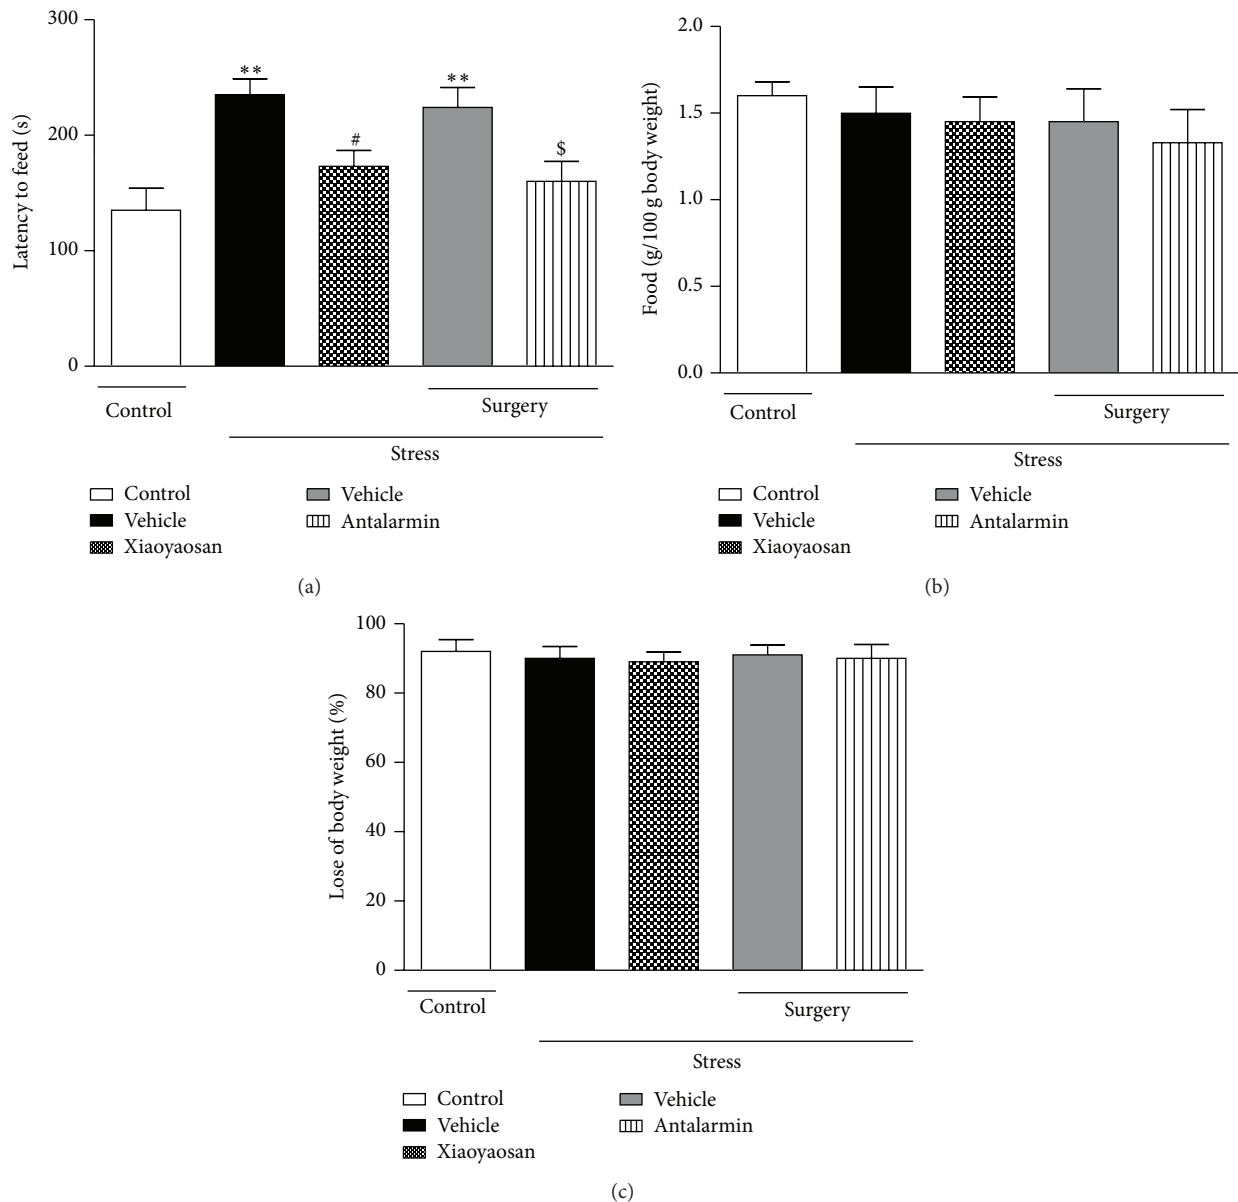 300
200
100
0
Latency to feed (s)
**
#
**
$
Control
Surgery
Stress
Control
Vehicle
Xiaoyaosan
Vehicle
Antalarmin
(a)
2.0
1.5
1.0
0.5
0.0
Food (g/100 g body weight)
Control
Surgery
Stress
Control
Vehicle
Xiaoyaosan
Vehicle
Antalarmin
(b)
100
80
60
40
20
0
Lose of body weight (%)
Control
Surgery
Stress
Control
Vehicle
Xiaoyaosan
Vehicle
Antalarmin
(c)